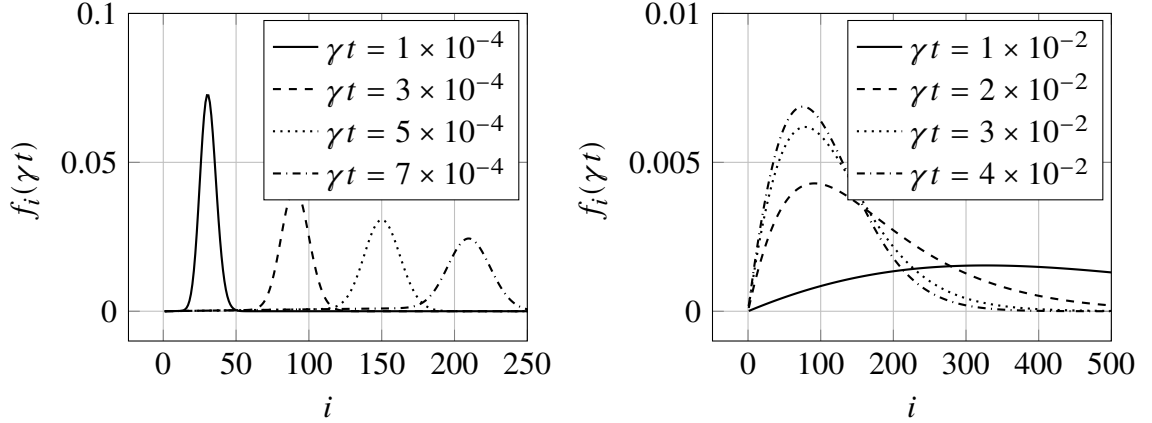 0.1
0.05
0
f_i(γt)
γt = 1 × 10⁻⁴
γt = 3 × 10⁻⁴
γt = 5 × 10⁻⁴
γt = 7 × 10⁻⁴
0 50 100 150 200 250
i
0.01
0.005
0
f_i(γt)
γt = 1 × 10⁻²
γt = 2 × 10⁻²
γt = 3 × 10⁻²
γt = 4 × 10⁻²
0 100 200 300 400 500
i